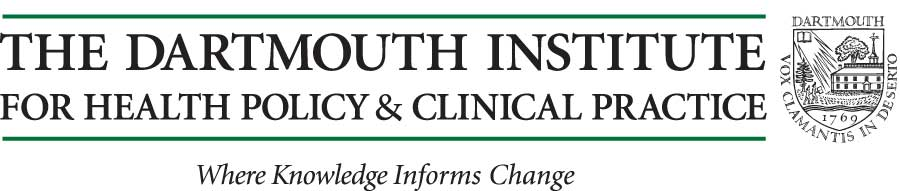 THE DARTMOUTH INSTITUTE
FOR HEALTH POLICY & CLINICAL PRACTICE
Where Knowledge Informs Change
DARTMOUTH
VOX CLAMANTIS IN DESERTO
1769